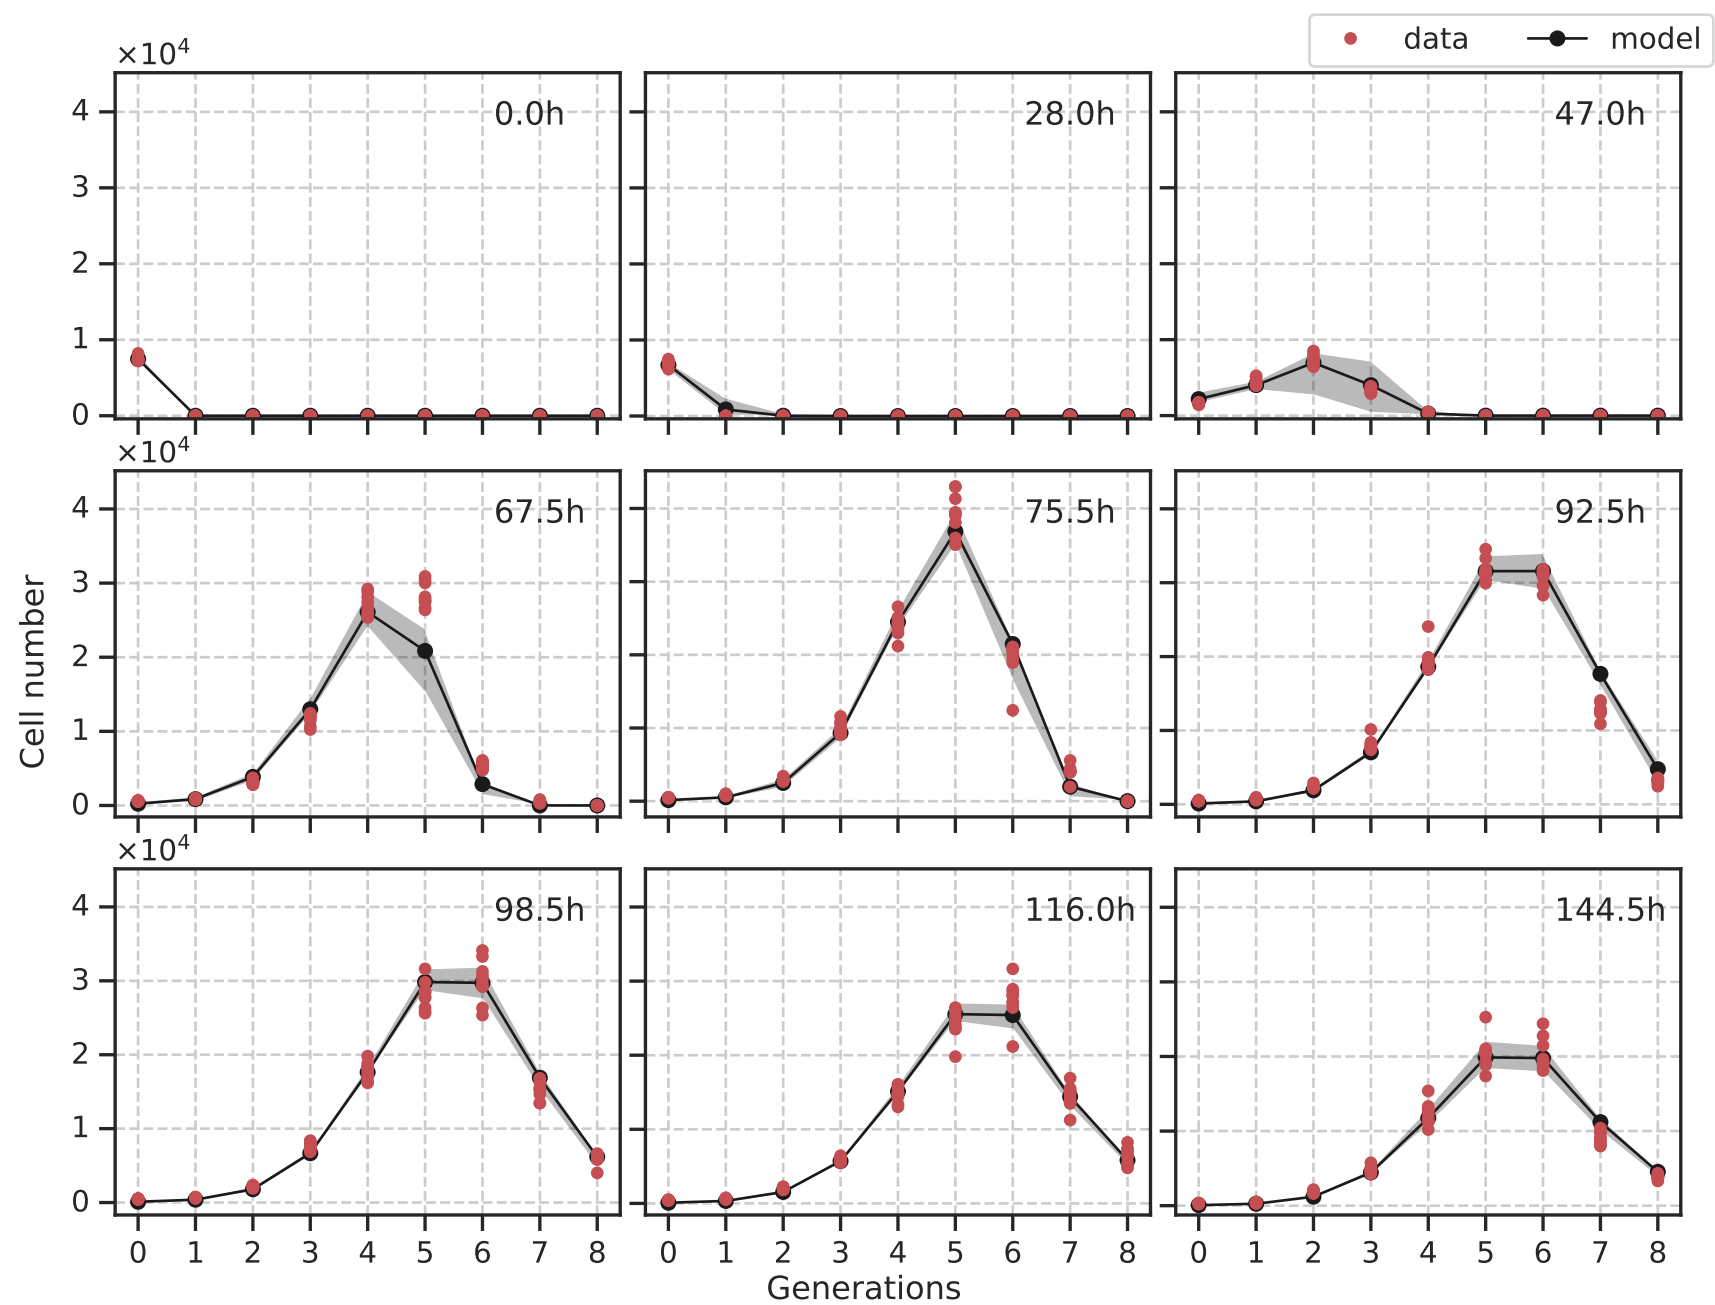 data model
×10⁴
4
3
2
1
0
0.0h
28.0h
47.0h
×10⁴
4
3
2
1
0
67.5h
75.5h
92.5h
Cell number
×10⁴
4
3
2
1
0
98.5h
116.0h
144.5h
0 1 2 3 4 5 6 7 8
0 1 2 3 4 5 6 7 8
0 1 2 3 4 5 6 7 8
Generations